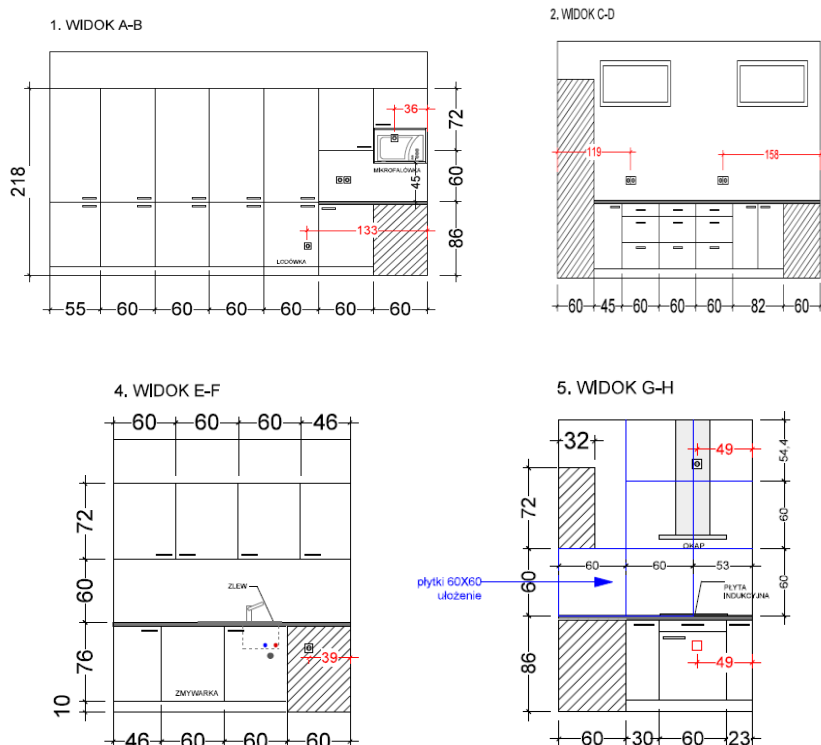 1. WIDOK A-B
218
36
72
MIKROFALÓWKA
45
60
133
86
LODÓWKA
55 60 60 60 60 60 60
2. WIDOK C-D
119
158
60 45 60 60 60 82 60
4. WIDOK E-F
60 60 60 46
72
60
ZLEW
76
39
ZMYWARKA
10
46 60 60 60
5. WIDOK G-H
32
49
54,4
72
60
OKAP
60 60 53
płytki 60X60
ułożenie
60
PŁYTA
INDUKCYJNA
60
86
49
60 30 60 23